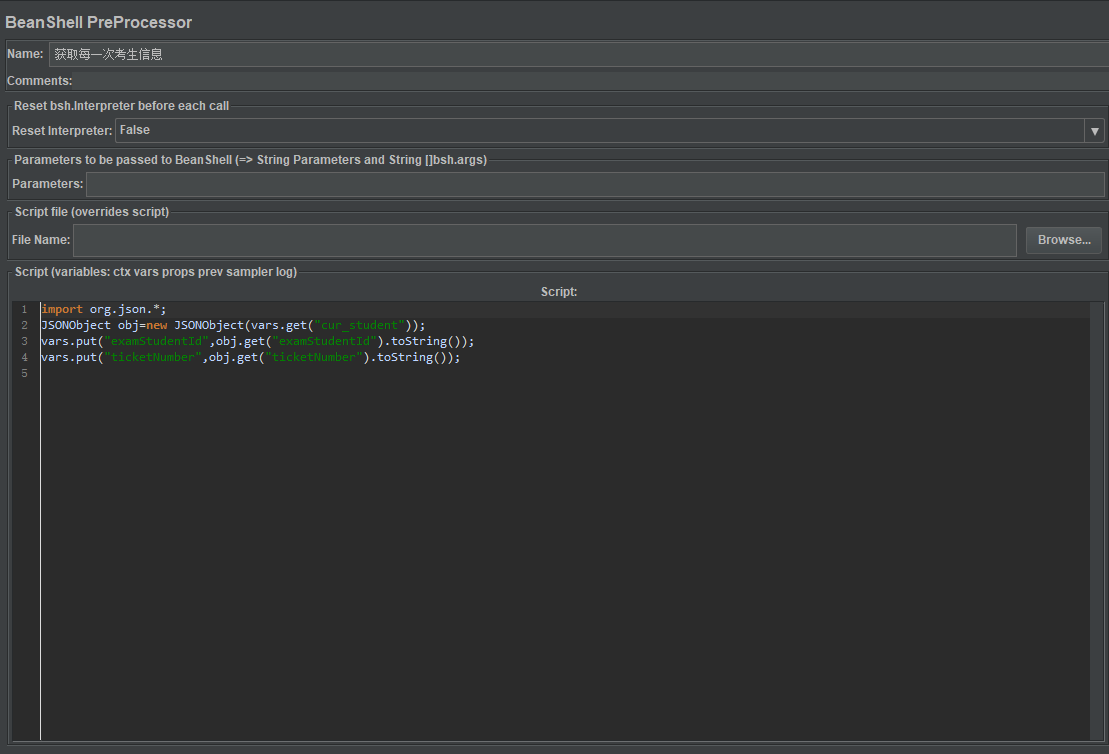 BeanShell PreProcessor
Name: 获取每一次考生信息
Comments:
Reset bsh.Interpreter before each call
Reset Interpreter: False
Parameters to be passed to BeanShell (=> String Parameters and String []bsh.args)
Parameters:
Script file (overrides script)
File Name:
Browse...
Script (variables: ctx vars props prev sampler log)
Script:
1 import org.json.*;
2 JSONObject obj=new JSONObject(vars.get("cur_student"));
3 vars.put("examStudentId",obj.get("examStudentId").toString());
4 vars.put("ticketNumber",obj.get("ticketNumber").toString());
5